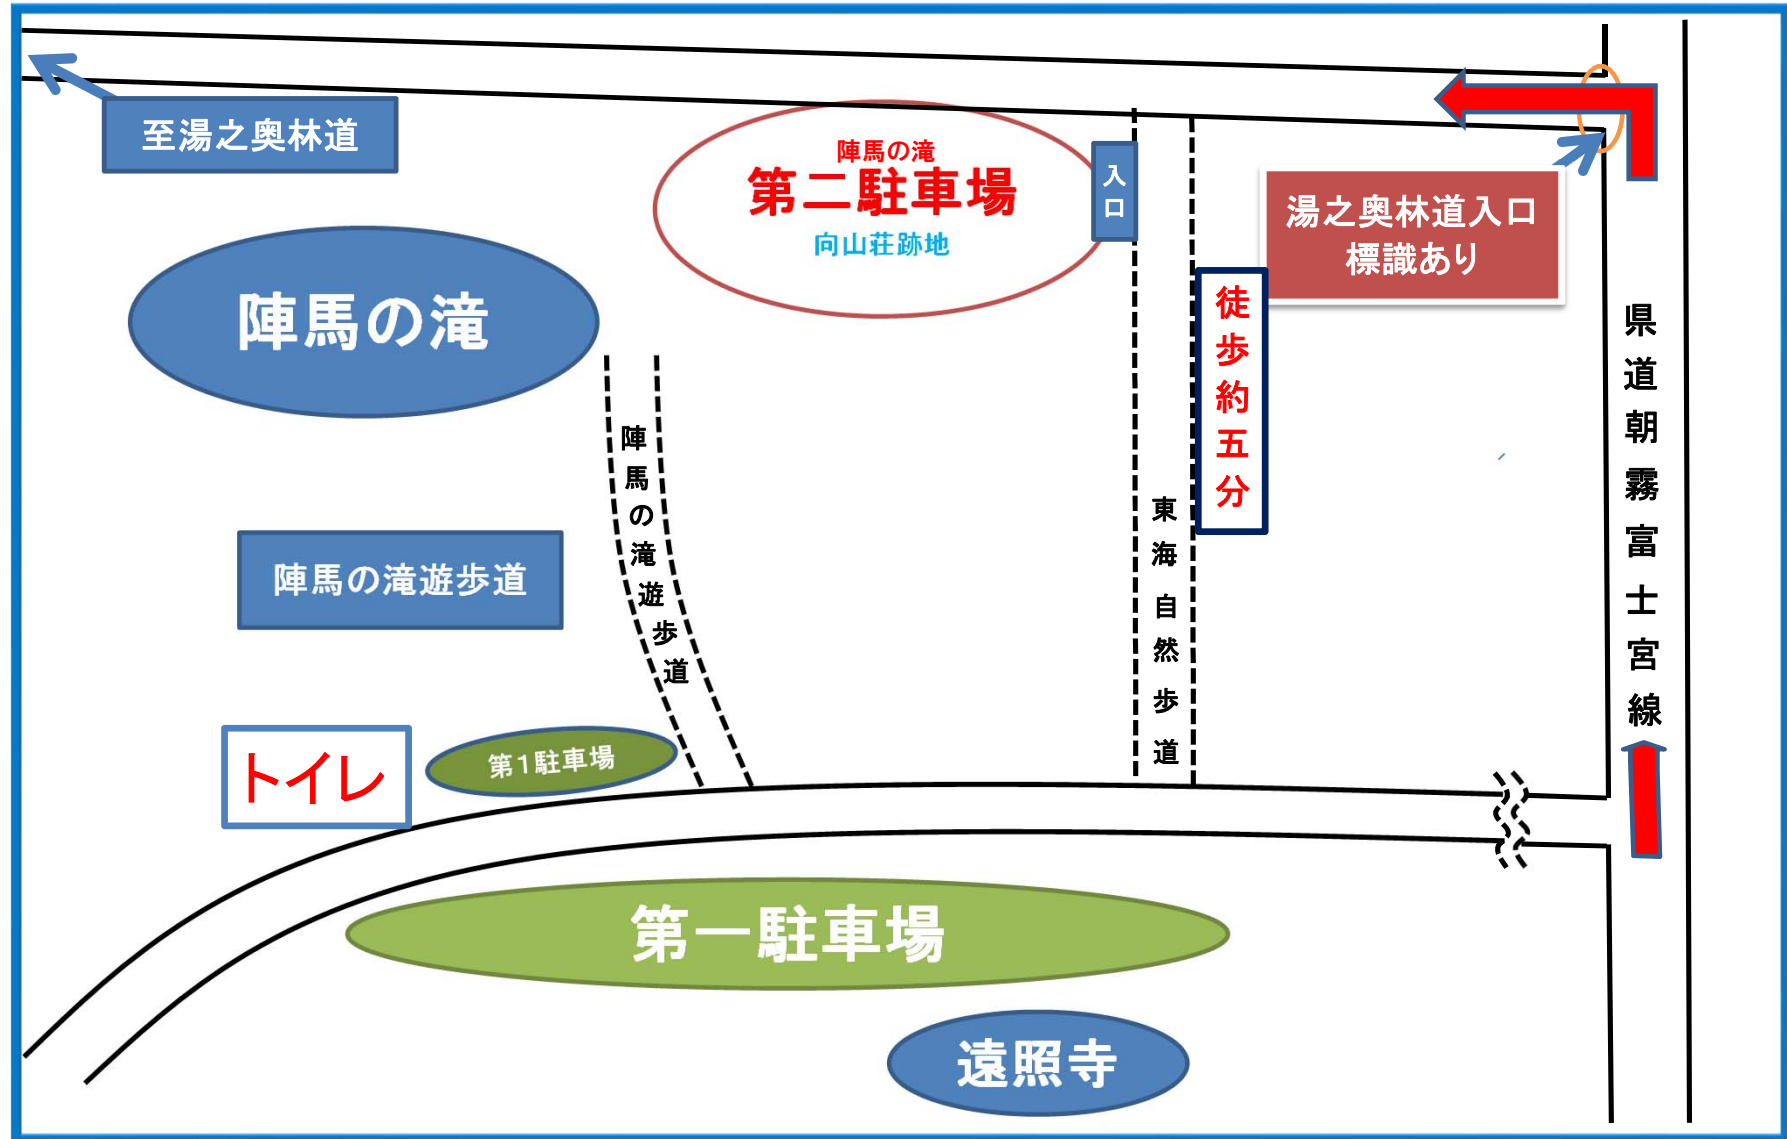 至湯之奥林道
陣馬の滝
第二駐車場
向山荘跡地
入口
湯之奥林道入口
標識あり
陣馬の滝
徒歩約五分
県道朝霧富士宮線
陣馬の滝遊歩道
東海自然歩道
陣馬の滝遊歩道
トイレ
第1駐車場
第一駐車場
遠照寺